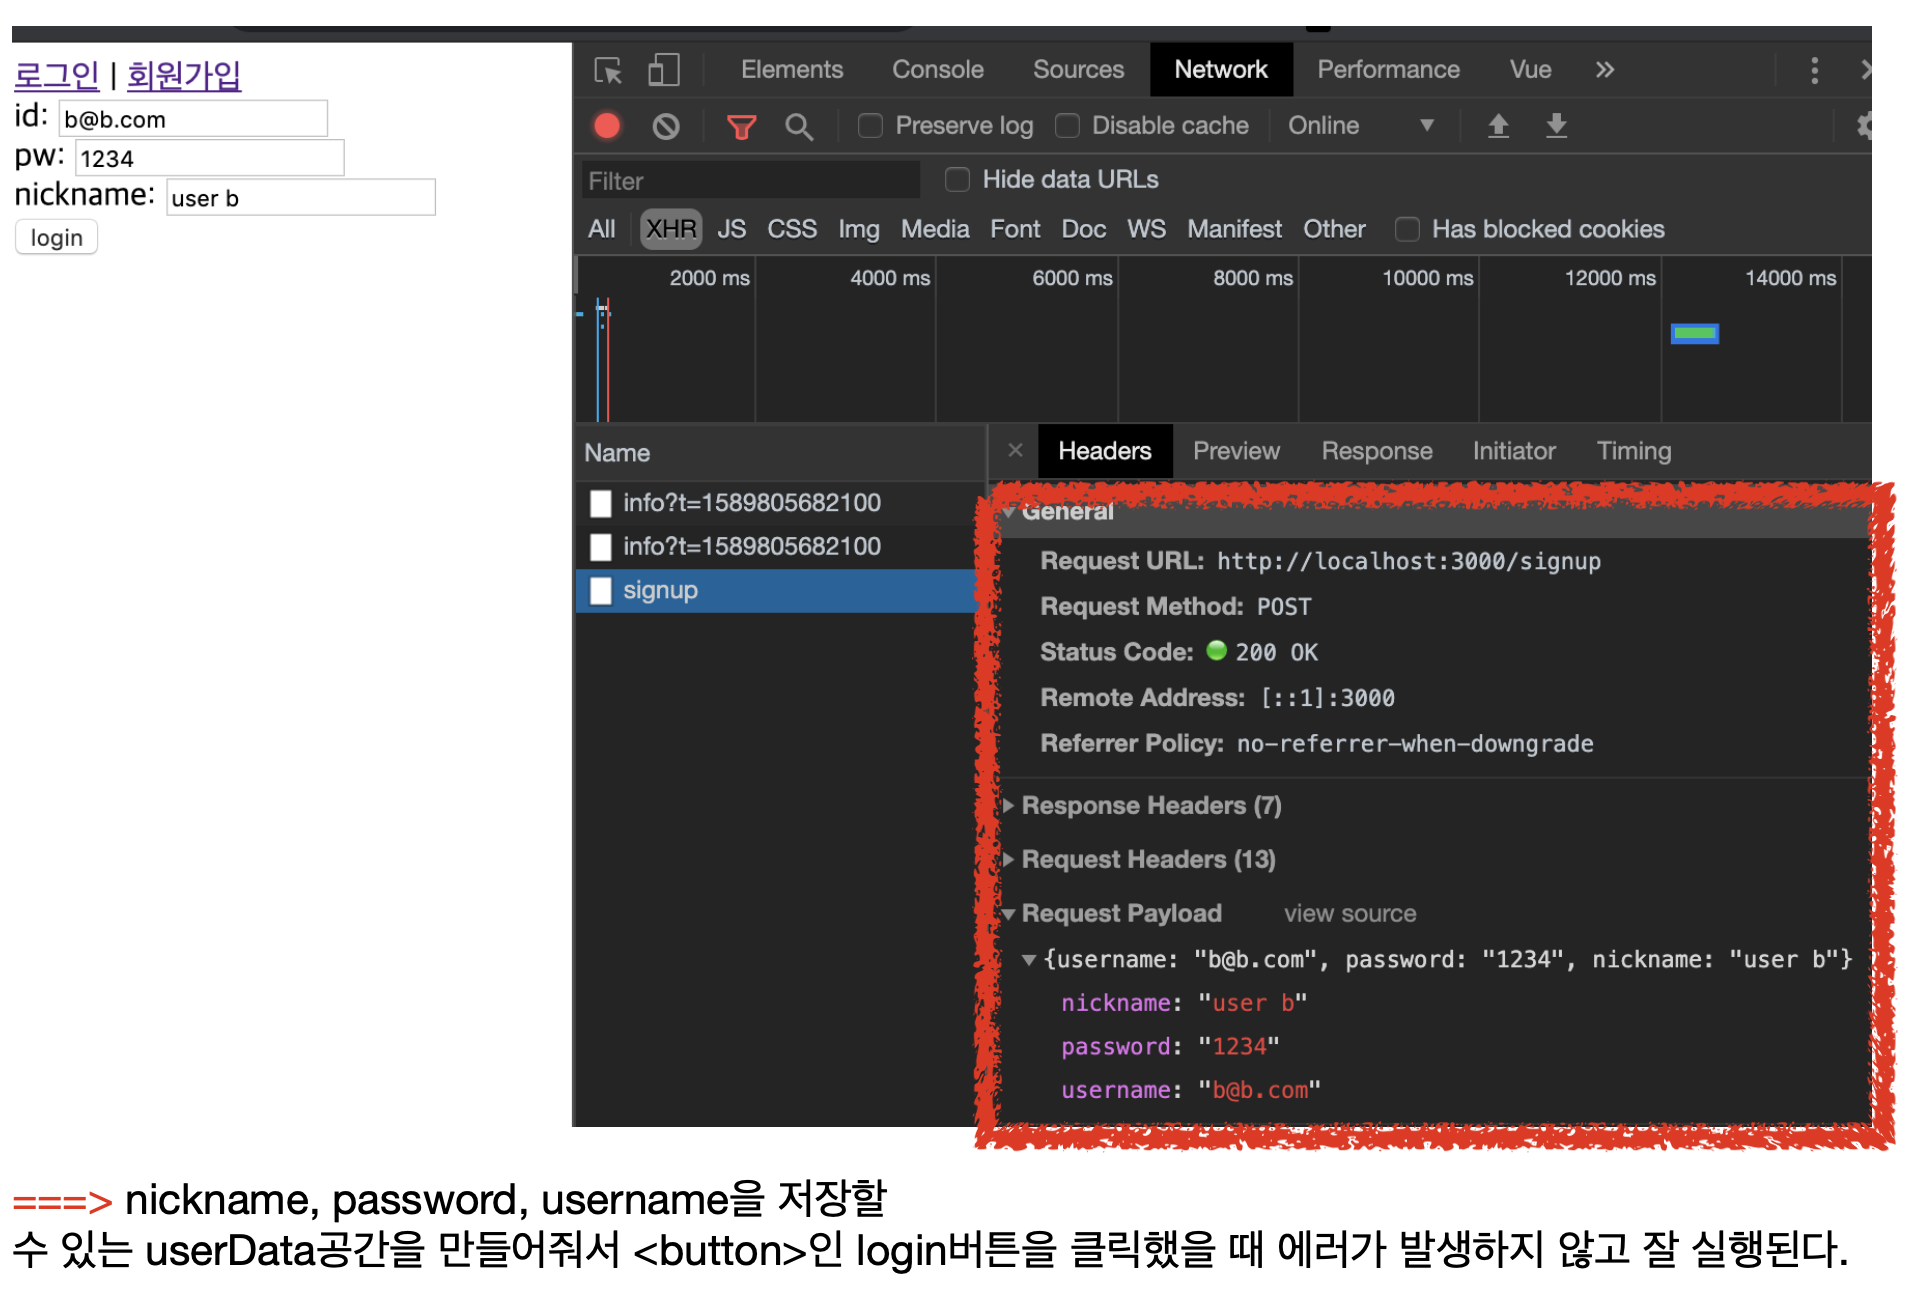 로그인 | 회원가입
id: b@b.com
pw: 1234
nickname: user b
login
Elements Console Sources Network Performance Vue »
Preserve log Disable cache Online
Filter Hide data URLs
All XHR JS CSS Img Media Font Doc WS Manifest Other Has blocked cookies
2000 ms 4000 ms 6000 ms 8000 ms 10000 ms 12000 ms 14000 ms
Name
info?t=1589805682100
info?t=1589805682100
signup
× Headers Preview Response Initiator Timing
General
Request URL: http://localhost:3000/signup
Request Method: POST
Status Code: 200 OK
Remote Address: [::1]:3000
Referrer Policy: no-referrer-when-downgrade
Response Headers (7)
Request Headers (13)
Request Payload view source
{username: "b@b.com", password: "1234", nickname: "user b"}
nickname: "user b"
password: "1234"
username: "b@b.com"
===> nickname, password, username을 저장할
수 있는 userData공간을 만들어줘서 <button>인 login버튼을 클릭했을 때 에러가 발생하지 않고 잘 실행된다.